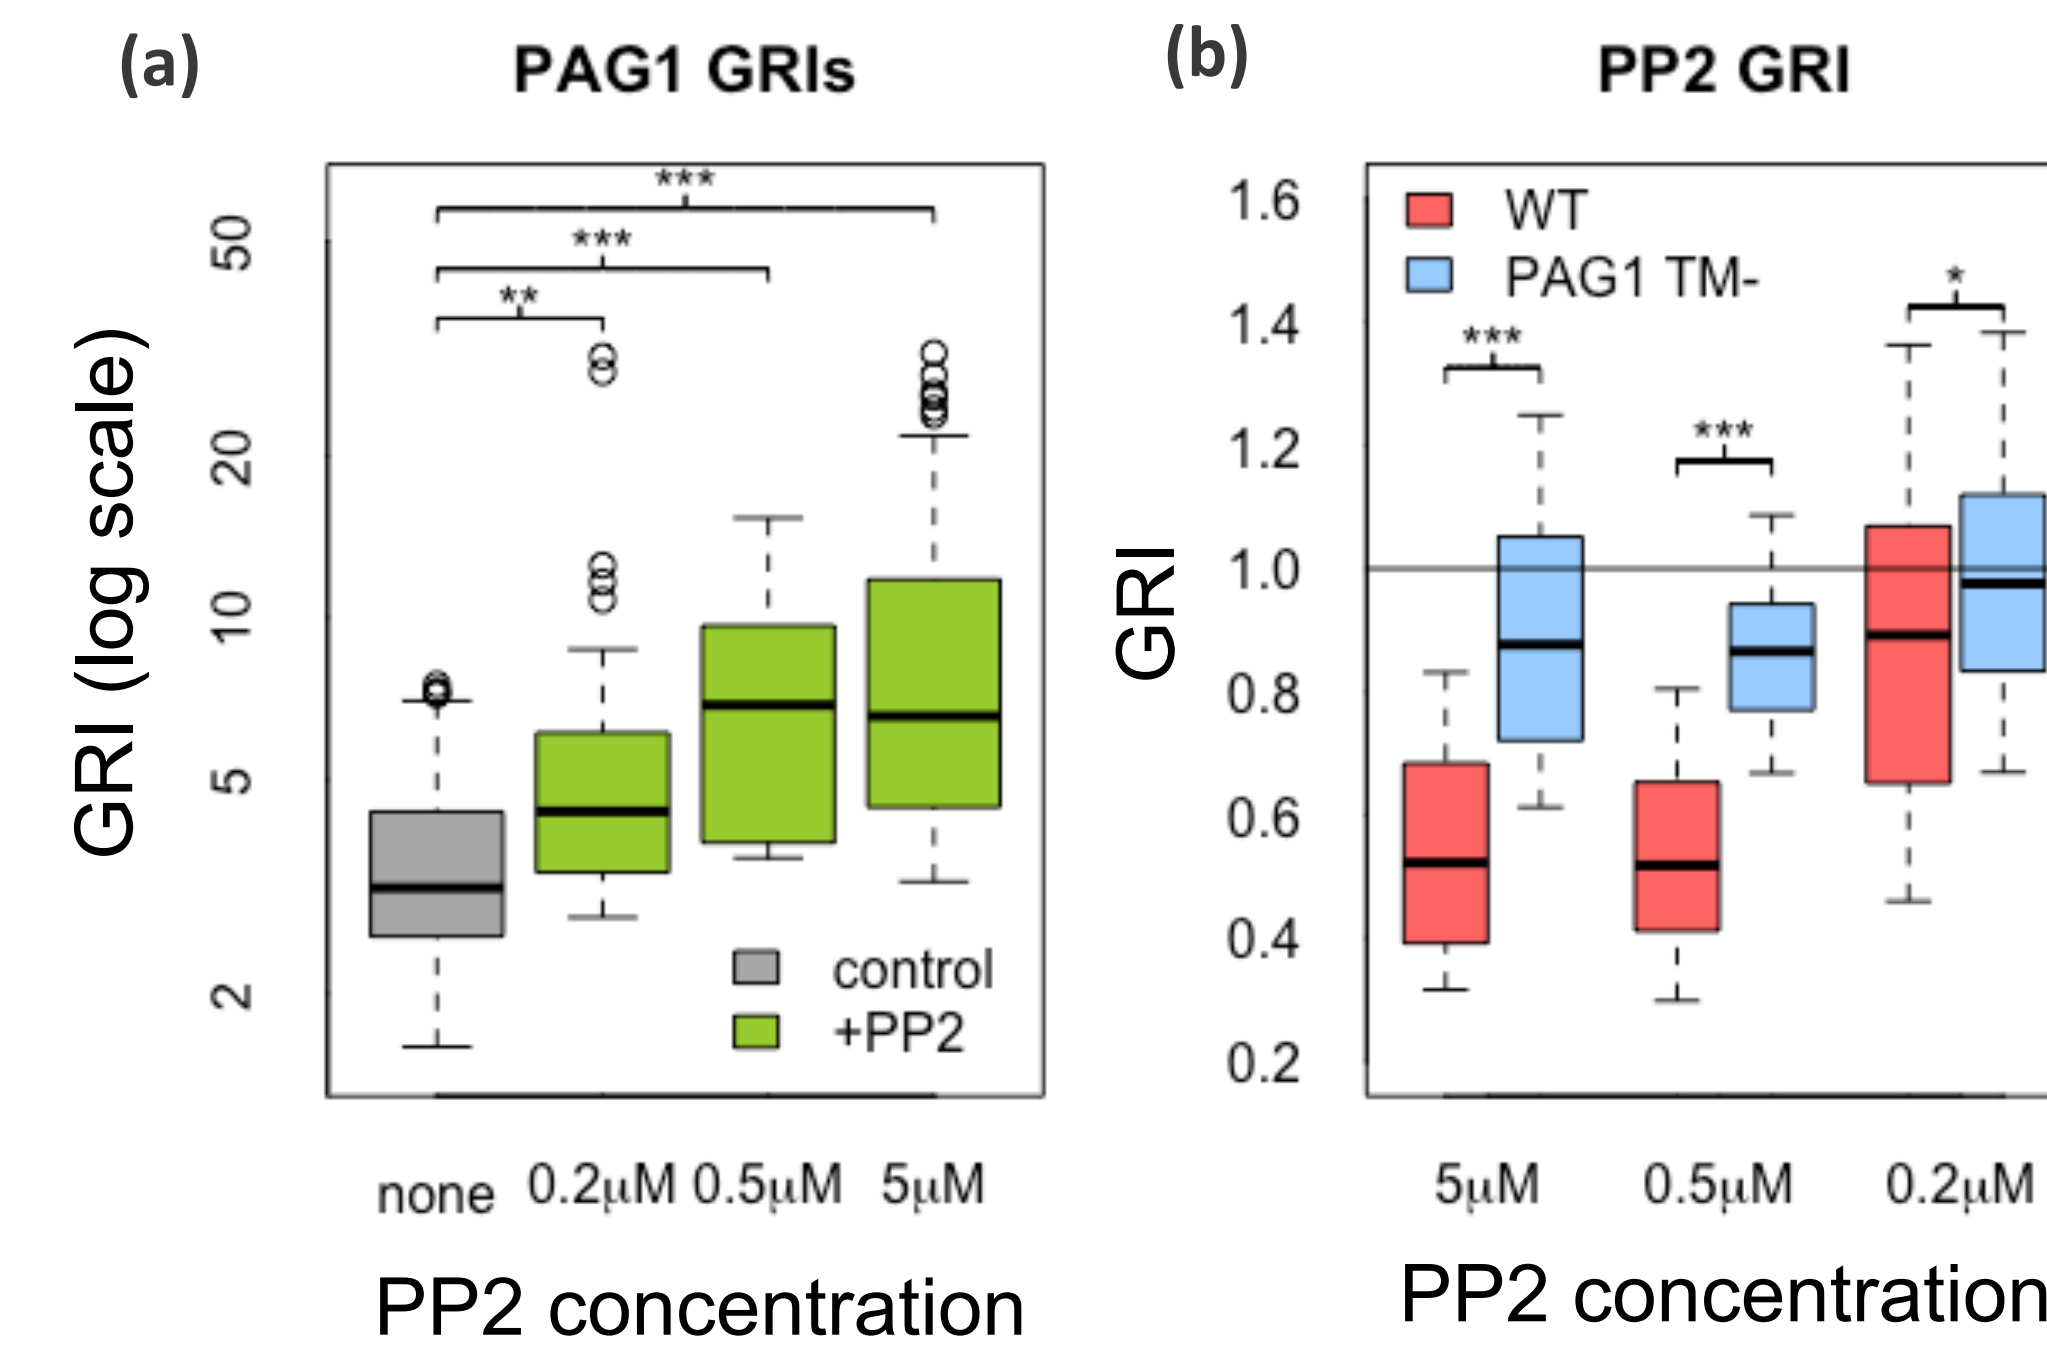 (a)
PAG1 GRIs
GRI (log scale)
50
20
10
5
2
***
***
**
control
+PP2
none 0.2μM 0.5μM 5μM
PP2 concentration
(b)
PP2 GRI
GRI
1.6
1.4
1.2
1.0
0.8
0.6
0.4
0.2
WT
PAG1 TM-
***
***
*
5μM 0.5μM 0.2μM
PP2 concentration